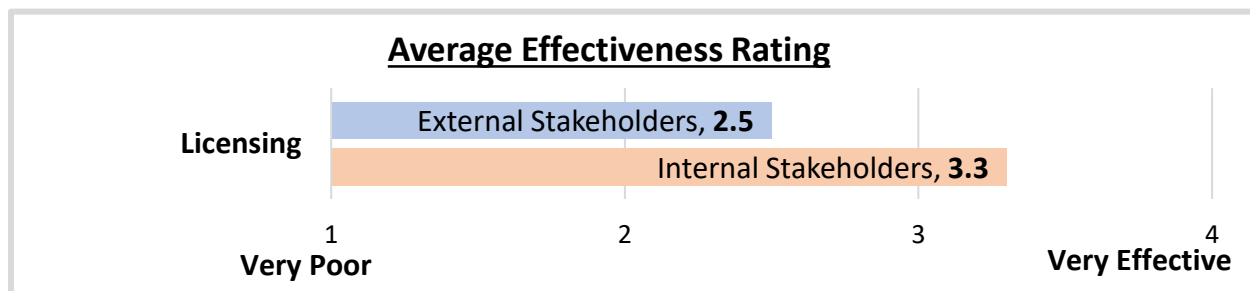 Average Effectiveness Rating
Licensing
External Stakeholders, 2.5
Internal Stakeholders, 3.3
1 2 3 4
Very Poor Very Effective